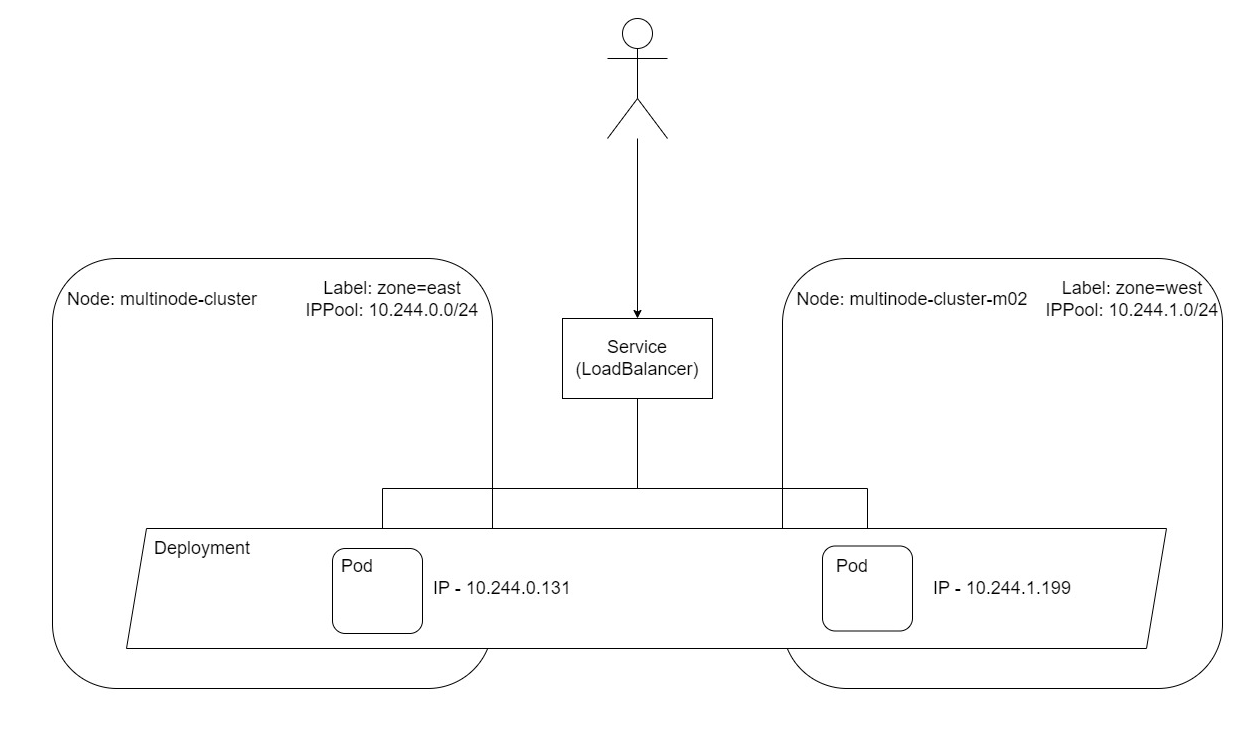 Node: multinode-cluster
Label: zone=east
IPPool: 10.244.0.0/24
Service
(LoadBalancer)
Node: multinode-cluster-m02
Label: zone=west
IPPool: 10.244.1.0/24
Deployment
Pod
IP - 10.244.0.131
Pod
IP - 10.244.1.199